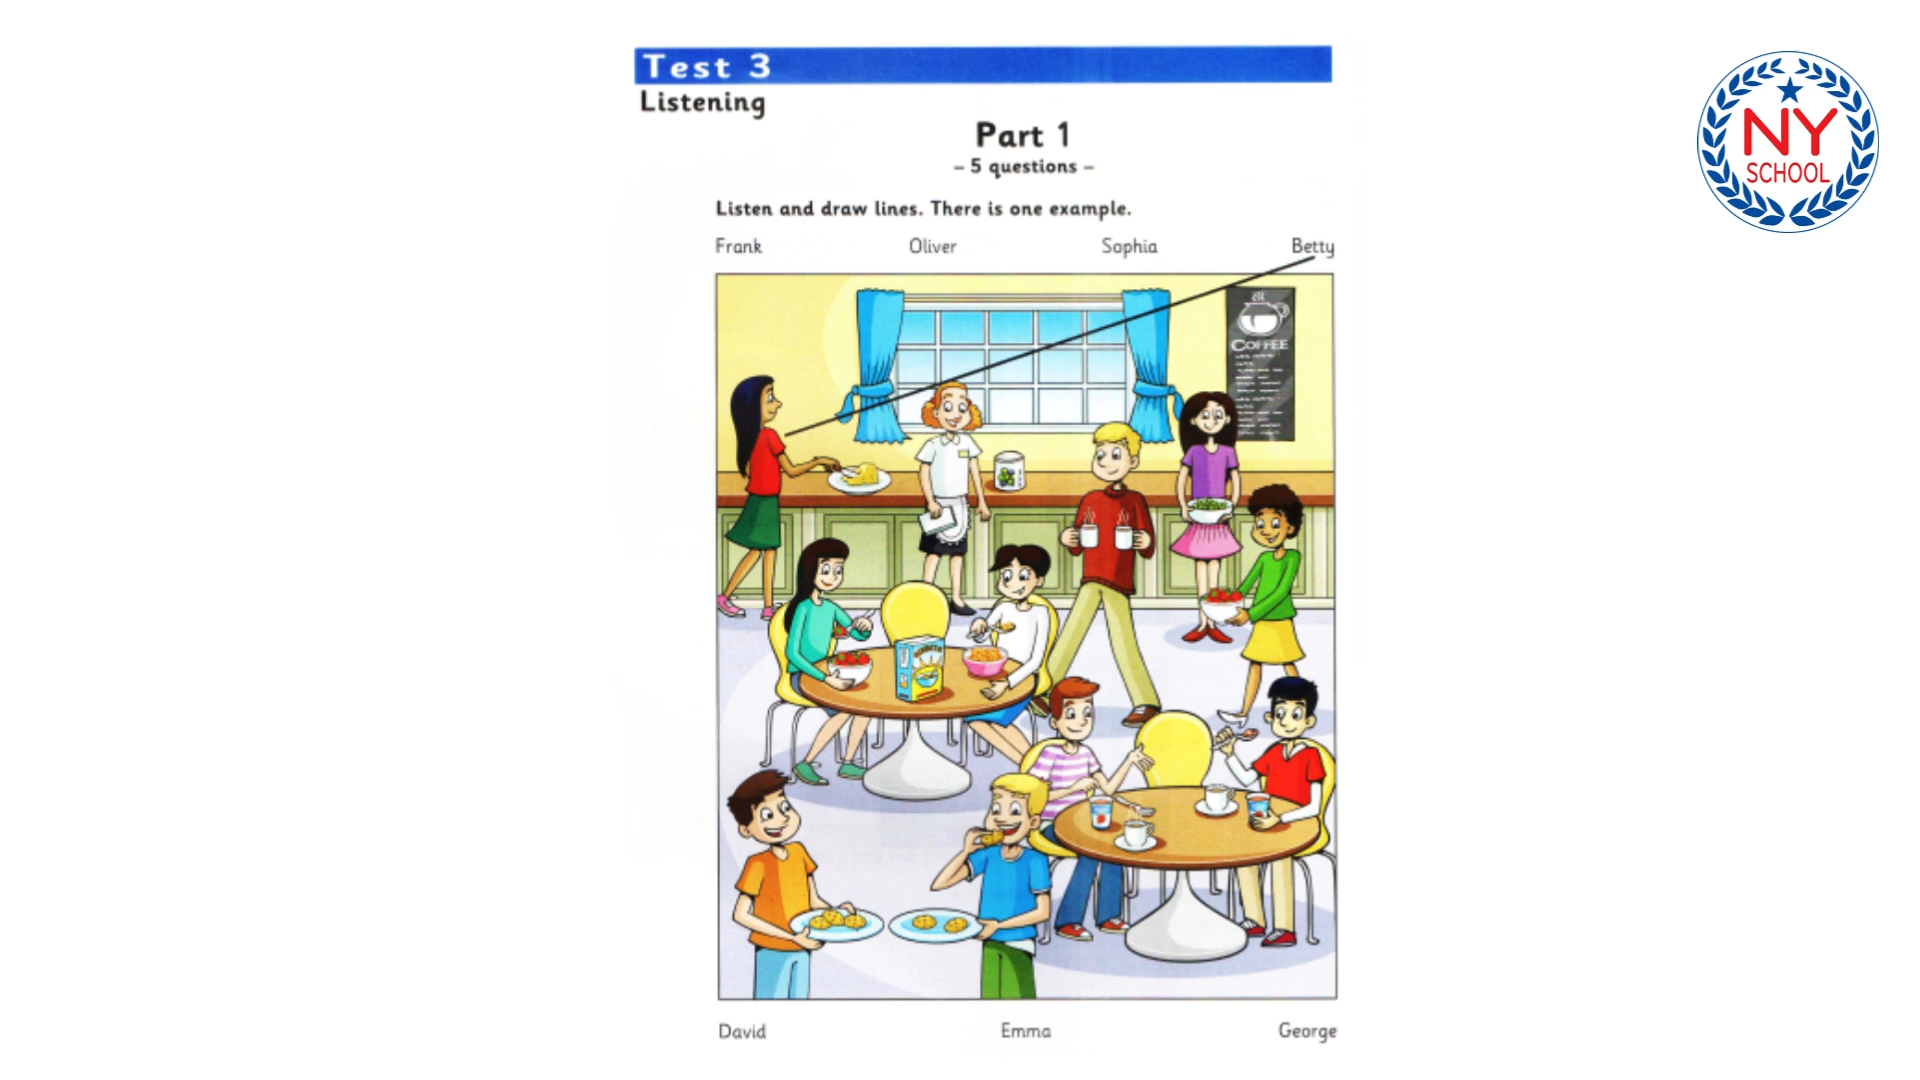 Test 3
Listening
Part 1
– 5 questions –
Listen and draw lines. There is one example.
Frank Oliver Sophia Betty
COFFEE
David Emma George
NY
SCHOOL